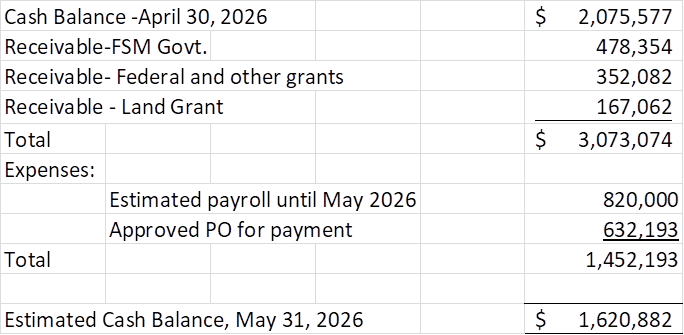 Cash Balance -April 30, 2026 $ 2,075,577
Receivable-FSM Govt. 478,354
Receivable- Federal and other grants 352,082
Receivable - Land Grant 167,062
Total $ 3,073,074
Expenses:
Estimated payroll until May 2026 820,000
Approved PO for payment 632,193
Total 1,452,193
Estimated Cash Balance, May 31, 2026 $ 1,620,882